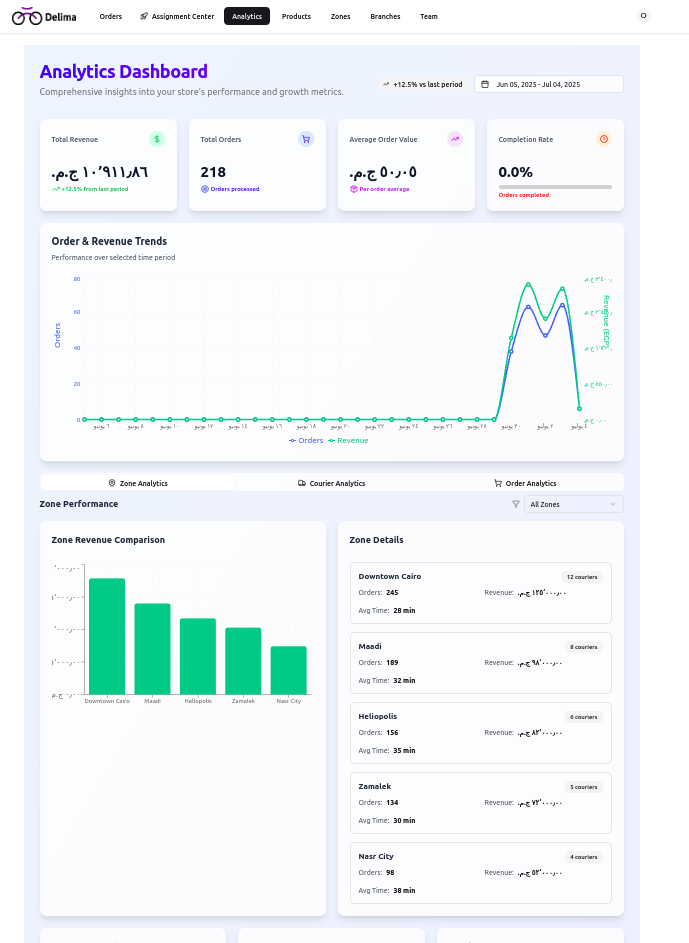 Delima
Orders
Assignment Center
Analytics
Products
Zones
Branches
Team
O
Analytics Dashboard
Comprehensive insights into your store's performance and growth metrics.
+12.5% vs last period
Jun 05, 2025 - Jul 04, 2025
Total Revenue
١٠٬٩١١٫٨٦ ج.م.
+12.5% from last period
Total Orders
218
Orders processed
Average Order Value
٥٠٫٠٥ ج.م.
Per order average
Completion Rate
0.0%
Orders completed
Order & Revenue Trends
Performance over selected time period
80
60
40
20
0
Orders
Revenue (EGP)
٦ يونيو
٨ يونيو
١٠ يونيو
١٢ يونيو
١٤ يونيو
١٦ يونيو
١٨ يونيو
٢٠ يونيو
٢٢ يونيو
٢٤ يونيو
٢٦ يونيو
٢٨ يونيو
٣٠ يونيو
٢ يوليو
٤ يوليو
Orders
Revenue
Zone Analytics
Courier Analytics
Order Analytics
Zone Performance
All Zones
Zone Revenue Comparison
Downtown Cairo
Maadi
Heliopolis
Zamalek
Nasr City
Zone Details
Downtown Cairo
12 couriers
Orders: 245
Revenue: ١٢٥٬٠٠٠٫٠٠ ج.م.
Avg Time: 28 min
Maadi
8 couriers
Orders: 189
Revenue: ٩٨٬٠٠٠٫٠٠ ج.م.
Avg Time: 32 min
Heliopolis
6 couriers
Orders: 156
Revenue: ٨٢٬٠٠٠٫٠٠ ج.م.
Avg Time: 35 min
Zamalek
5 couriers
Orders: 134
Revenue: ٧٢٬٠٠٠٫٠٠ ج.م.
Avg Time: 30 min
Nasr City
4 couriers
Orders: 98
Revenue: ٥٢٬٠٠٠٫٠٠ ج.م.
Avg Time: 38 min